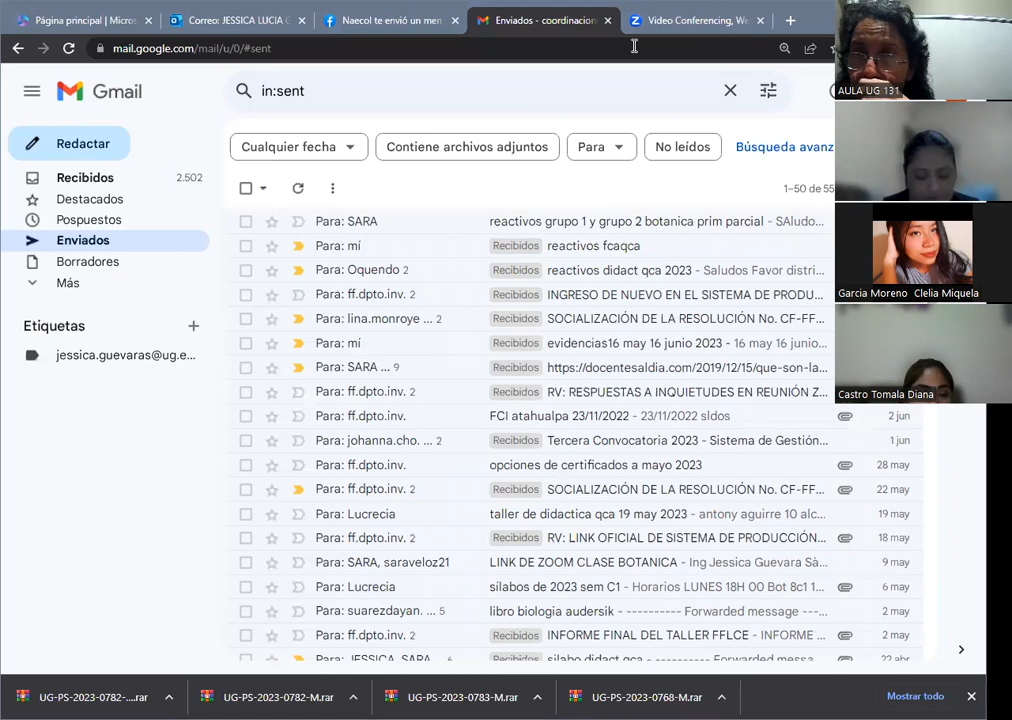 Página principal | Micros
Correo: JESSICA LUCIA G
Naecol te envió un men
Enviados - coordinacion
Video Conferencing, We
mail.google.com/mail/u/0/#sent
AULA UG 131
Gmail
in:sent
Redactar
Cualquier fecha
Contiene archivos adjuntos
Para
No leídos
Búsqueda avanz
Recibidos 2.502
1–50 de 55
Destacados
Pospuestos
Enviados
Borradores
Más
Etiquetas
jessica.guevaras@ug.e...
Para: SARA reactivos grupo 1 y grupo 2 botanica prim parcial - SAludo...
Para: mí Recibidos reactivos fcaqca
Para: Oquendo 2 Recibidos reactivos didact qca 2023 - Saludos Favor distri...
Para: ff.dpto.inv. 2 Recibidos INGRESO DE NUEVO EN EL SISTEMA DE PRODU...
Para: lina.monroye ... 2 Recibidos SOCIALIZACIÓN DE LA RESOLUCIÓN No. CF-FF...
Para: mí Recibidos evidencias16 may 16 junio 2023 - 16 may 16 junio...
Para: SARA ... 9 Recibidos https://docentesaldia.com/2019/12/15/que-son-la...
Para: ff.dpto.inv. 2 Recibidos RV: RESPUESTAS A INQUIETUDES EN REUNIÓN Z...
Para: ff.dpto.inv. FCI atahualpa 23/11/2022 - 23/11/2022 sldos 2 jun
Para: johanna.cho. ... 2 Recibidos Tercera Convocatoria 2023 - Sistema de Gestión... 1 jun
Para: ff.dpto.inv. opciones de certificados a mayo 2023 28 may
Para: ff.dpto.inv. 2 Recibidos SOCIALIZACIÓN DE LA RESOLUCIÓN No. CF-FF... 22 may
Para: Lucrecia taller de didactica qca 19 may 2023 - antony aguirre 10 alc... 19 may
Para: ff.dpto.inv. 2 Recibidos RV: LINK OFICIAL DE SISTEMA DE PRODUCCIÓN... 18 may
Para: SARA, saraveloz21 LINK DE ZOOM CLASE BOTANICA - Ing Jessica Guevara Sà... 9 may
Para: Lucrecia sílabos de 2023 sem C1 - Horarios LUNES 18H 00 Bot 8c1 1... 6 may
Para: suarezdayan. ... 5 libro biologia audersik - ---------- Forwarded message ---... 2 may
Para: ff.dpto.inv. 2 Recibidos INFORME FINAL DEL TALLER FFLCE - INFORME ... 2 may
Para: JESSICA, SARA 6 silabo didact qca - Forwarded messa... 22 abr
Garcia Moreno Clelia Miquela
Castro Tomala Diana
UG-PS-2023-0782-....rar
UG-PS-2023-0782-M.rar
UG-PS-2023-0783-M.rar
UG-PS-2023-0768-M.rar
Mostrar todo